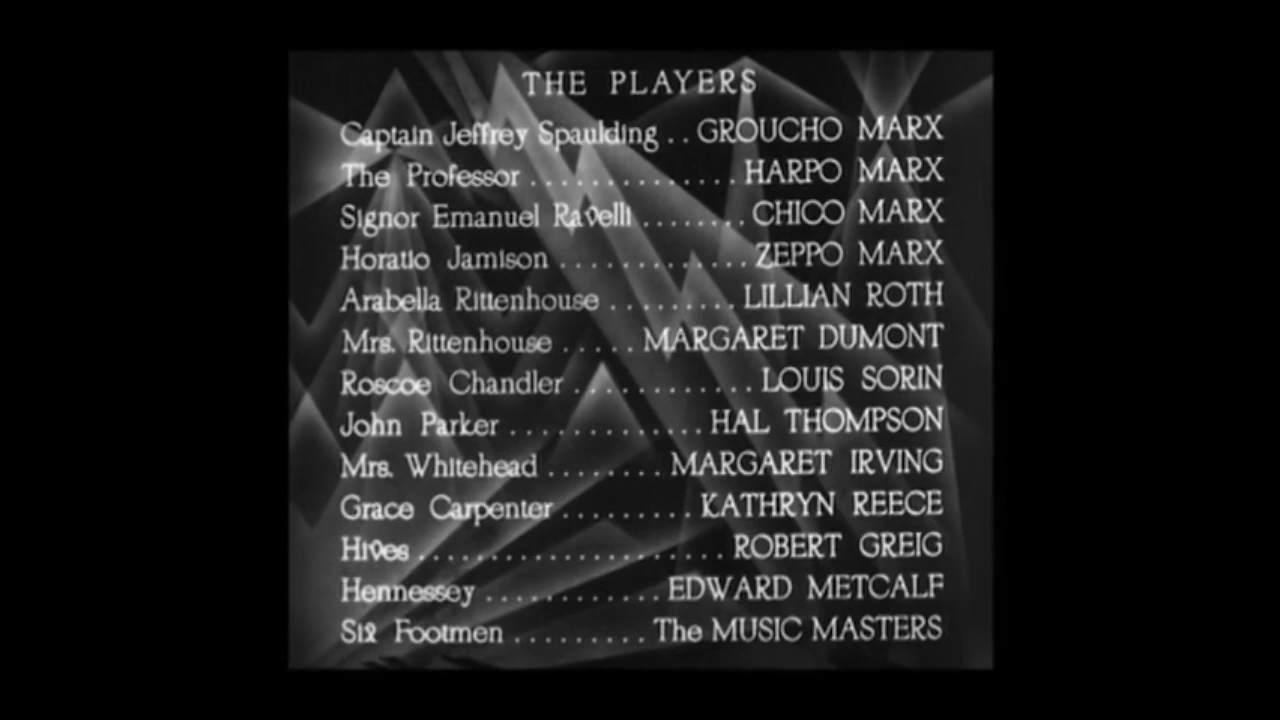 THE PLAYERS
Captain Jeffrey Spaulding . . GROUCHO MARX
The Professor . . . . . . . . . . . . . . HARPO MARX
Signor Emanuel Ravelli . . . . . . . . CHICO MARX
Horatio Jamison . . . . . . . . . . . . . ZEPPO MARX
Arabella Rittenhouse . . . . . . . . . LILLIAN ROTH
Mrs. Rittenhouse . . . . . MARGARET DUMONT
Roscoe Chandler . . . . . . . . . . . . LOUIS SORIN
John Parker . . . . . . . . . . . . . HAL THOMPSON
Mrs. Whitehead . . . . . . . . MARGARET IRVING
Grace Carpenter . . . . . . . . . KATHRYN REECE
Hives . . . . . . . . . . . . . . . . . . . . . ROBERT GREIG
Hennessey . . . . . . . . . . . . EDWARD METCALF
Six Footmen . . . . . . . . . The MUSIC MASTERS